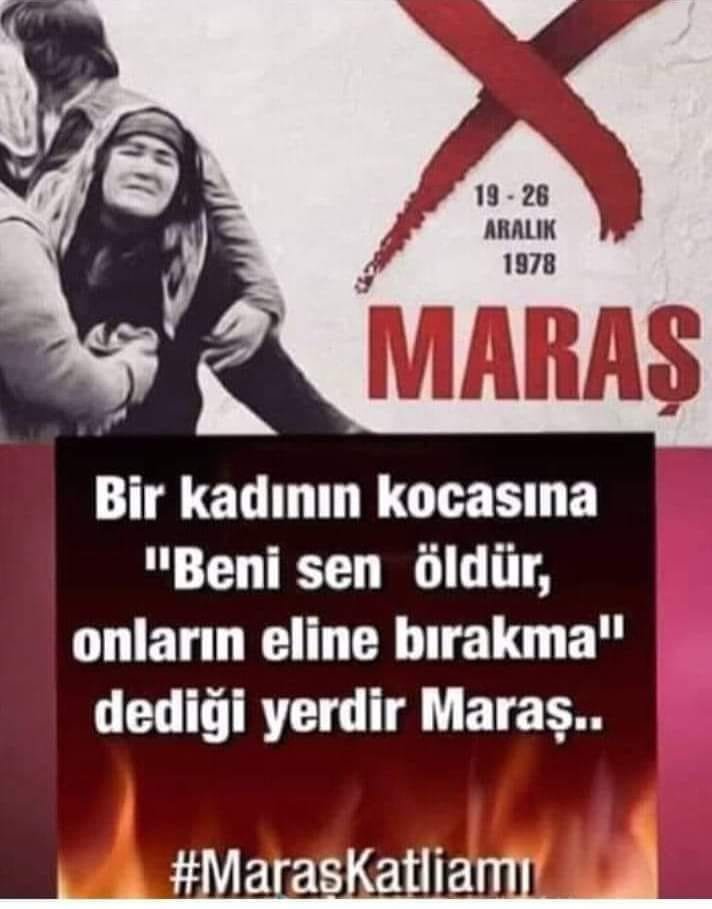 19 - 26
ARALIK
1978
MARAŞ
Bir kadının kocasına
"Beni sen öldür,
onların eline bırakma"
dediği yerdir Maraş..
#MaraşKatliamı